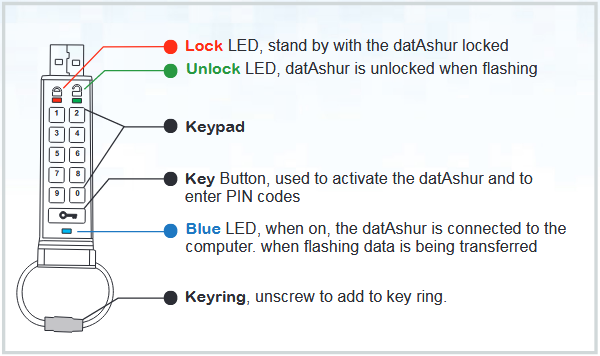 Lock LED, stand by with the datAshur locked
Unlock LED, datAshur is unlocked when flashing
1 2
3 4
5 6
7 8
9 0
Keypad
Key Button, used to activate the datAshur and to
enter PIN codes
Blue LED, when on, the datAshur is connected to the
computer. when flashing data is being transferred
Keyring, unscrew to add to key ring.